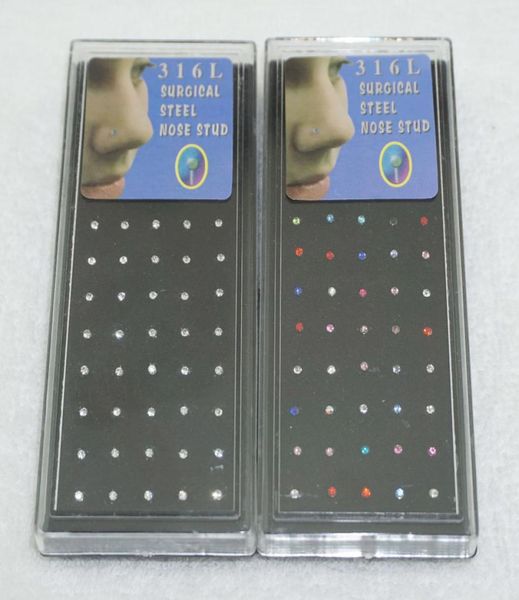 316L
SURGICAL
STEEL
NOSE STUD
316L
SURGICAL
STEEL
NOSE STUD